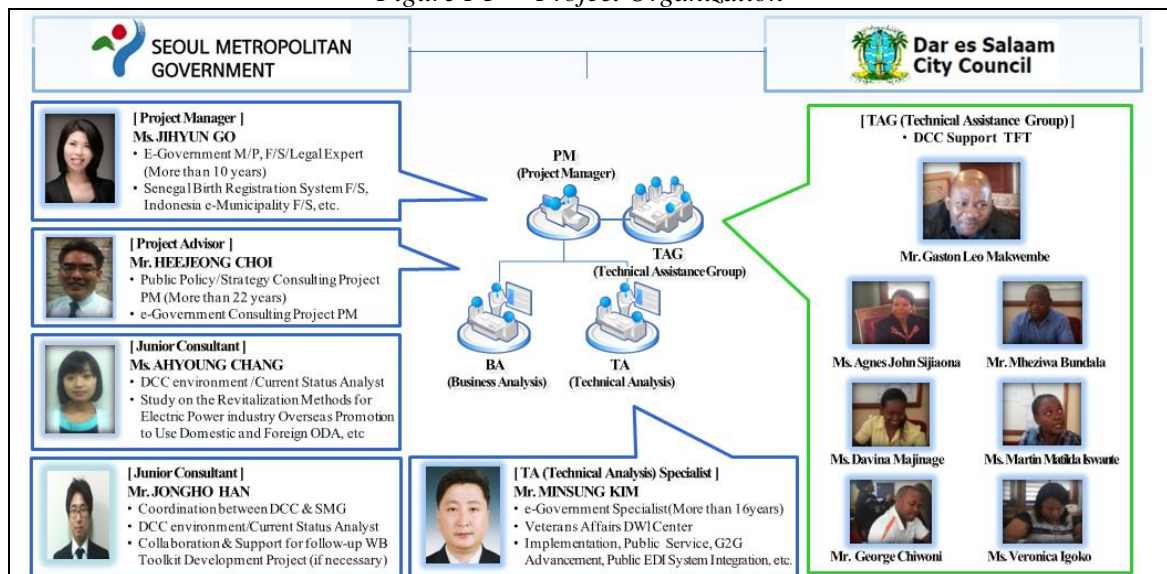 Figure I-3 Project Organization
SEOUL METROPOLITAN
GOVERNMENT
Dar es Salaam
City Council
[ Project Manager ]
Ms. JIHYUN GO
• E-Government M/P, F/S/Legal Expert
(More than 10 years)
• Senegal Birth Registration System F/S,
Indonesia e-Municipality F/S, etc.
[Project Advisor ]
Mr. HEEJEONG CHOI
• Public Policy/Strategy Consulting Project
PM (More than 22 years)
• e-Government Consulting Project PM
[Junior Consultant ]
Ms. AHYOUNG CHANG
• DCC environment /Current Status Analyst
• Study on the Revitalization Methods for
Electric Power industry Overseas Promotion
to Use Domestic and Foreign ODA, etc
[Junior Consultant ]
Mr. JONGHO HAN
• Coordination between DCC & SMG
• DCC environment/Current Status Analyst
• Collaboration & Support for follow-up WB
Toolkit Development Project (if necessary)
PM
(Project Manager)
TAG
(Technical Assistance Group)
BA
(Business Analysis)
TA
(Technical Analysis)
[ TA (Technical Analysis) Specialist ]
Mr. MINSUNG KIM
• e-Government Specialist(More than 16years)
• Veterans Affairs DW1 Center
• Implementation, Public Service, G2G
Advancement, Public EDI System Integration, etc.
[ TAG (Technical Assistance Group) ]
• DCC Support TFT
Mr. Gaston Leo Makwembe
Ms. Agnes John Sijiaona
Mr. Mheziwa Bundala
Ms. Davina Majinage
Ms. Martin Matilda Iswante
Mr. George Chiwoni
Ms. Veronica Igoko